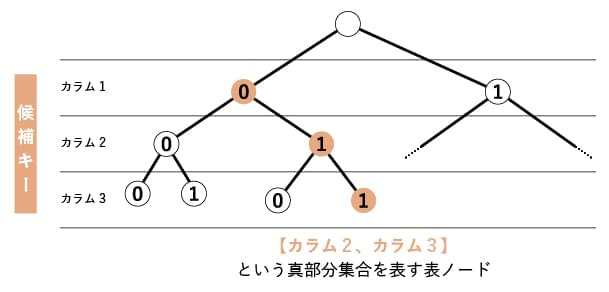 候補キー
カラム1
0
1
カラム2
0
1
カラム3
0
1
0
1
【カラム2、カラム3】
という真部分集合を表す表ノード